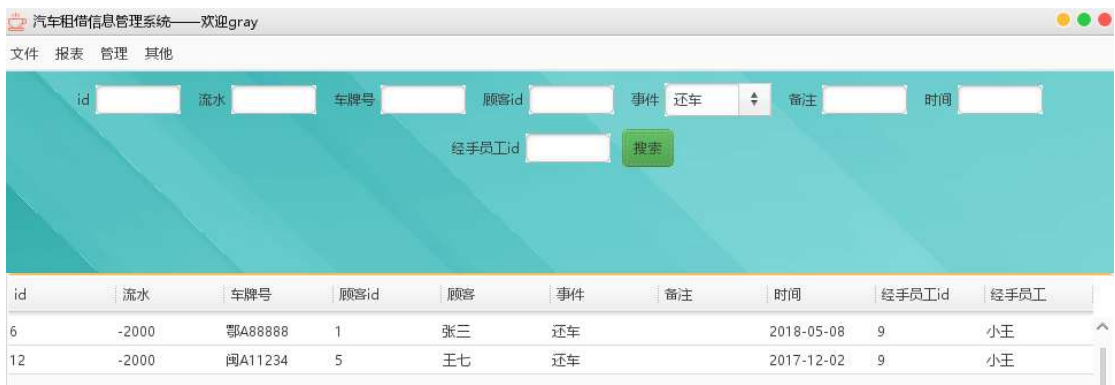 汽车租借信息管理系统——欢迎gray
文件 报表 管理 其他
id 流水 车牌号 顾客id 事件 还车 备注 时间
经手员工id 搜索
id 流水 车牌号 顾客id 顾客 事件 备注 时间 经手员工id 经手员工
6 -2000 鄂A88888 1 张三 还车 2018-05-08 9 小王
12 -2000 闽A11234 5 王七 还车 2017-12-02 9 小王